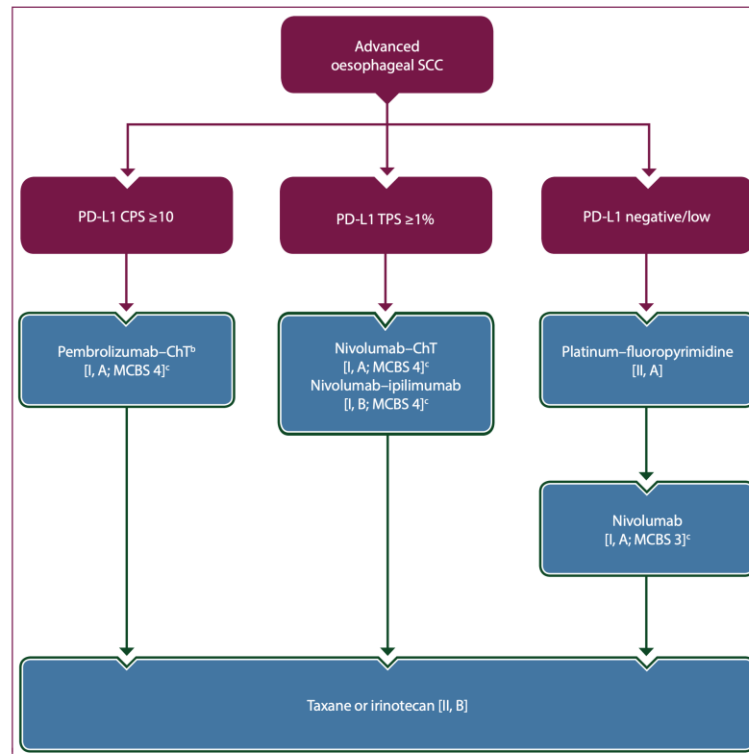 Advanced
oesophageal SCC
PD-L1 CPS ≥10
PD-L1 TPS ≥1%
PD-L1 negative/low
Pembrolizumab–ChTᵇ
[I, A; MCBS 4]ᶜ
Nivolumab–ChT
[I, A; MCBS 4]ᶜ
Nivolumab–ipilimumab
[I, B; MCBS 4]ᶜ
Platinum–fluoropyrimidine
[II, A]
Nivolumab
[I, A; MCBS 3]ᶜ
Taxane or irinotecan [II, B]